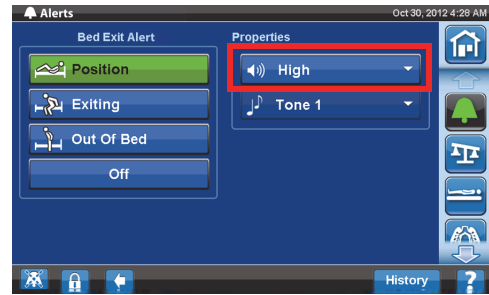 Alerts
Oct 30, 2012 4:28 AM
Bed Exit Alert
Properties
Position
High
Exiting
Tone 1
Out Of Bed
Off
History
?